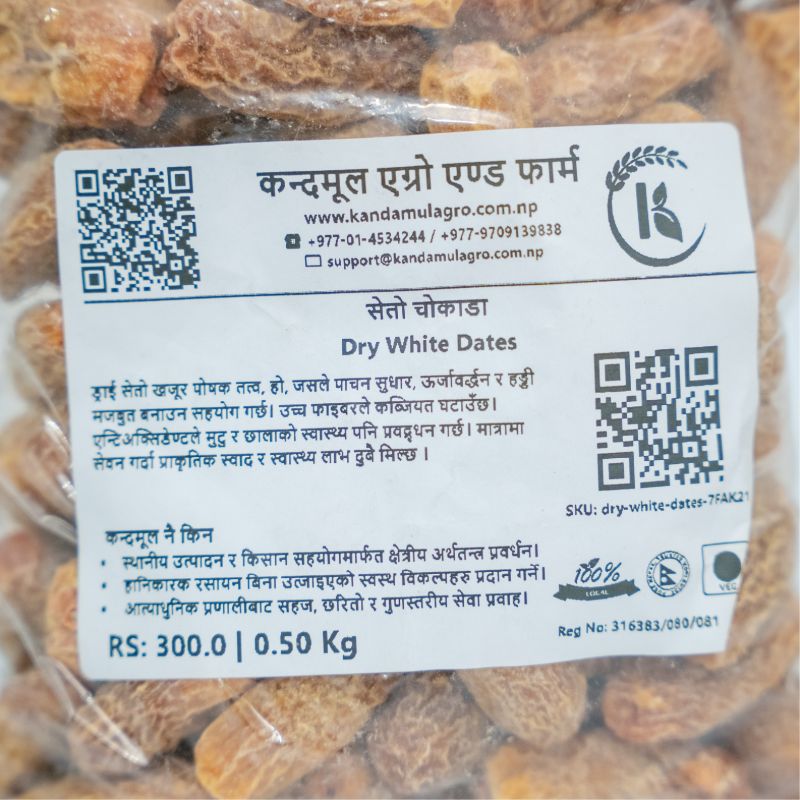 कन्दमूल एग्रो एण्ड फार्म
www.kandamulagro.com.np
+977-01-4534244 / +977-9709139838
support@kandamulagro.com.np
सेतो चोकाडा
Dry White Dates
ड्राई सेतो खजूर पोषक तत्व, हो, जसले पाचन सुधार, ऊर्जावर्द्धन र हड्डी
मजबुत बनाउन सहयोग गर्छ। उच्च फाइबरले कब्जियत घटाउँछ।
एन्टिअक्सिडेण्टले मुटु र छालाको स्वास्थ्य पनि प्रवद्र्धन गर्छ। मात्रामा
सेवन गर्दा प्राकृतिक स्वाद र स्वास्थ्य लाभ दुवै मिल्छ ।
SKU: dry-white-dates-7FAK21
कन्दमूल नै किन
• स्थानीय उत्पादन र किसान सहयोगमार्फत क्षेत्रीय अर्थतन्त्र प्रवर्धन।
• हानिकारक रसायन बिना उब्जाइएको स्वस्थ विकल्पहरु प्रदान गर्ने।
• आत्याधुनिक प्रणालीबाट सहज, छरितो र गुणस्तरीय सेवा प्रवाह।
100%
LOCAL
VEG
RS: 300.0 | 0.50 Kg
Reg No: 316383/080/081